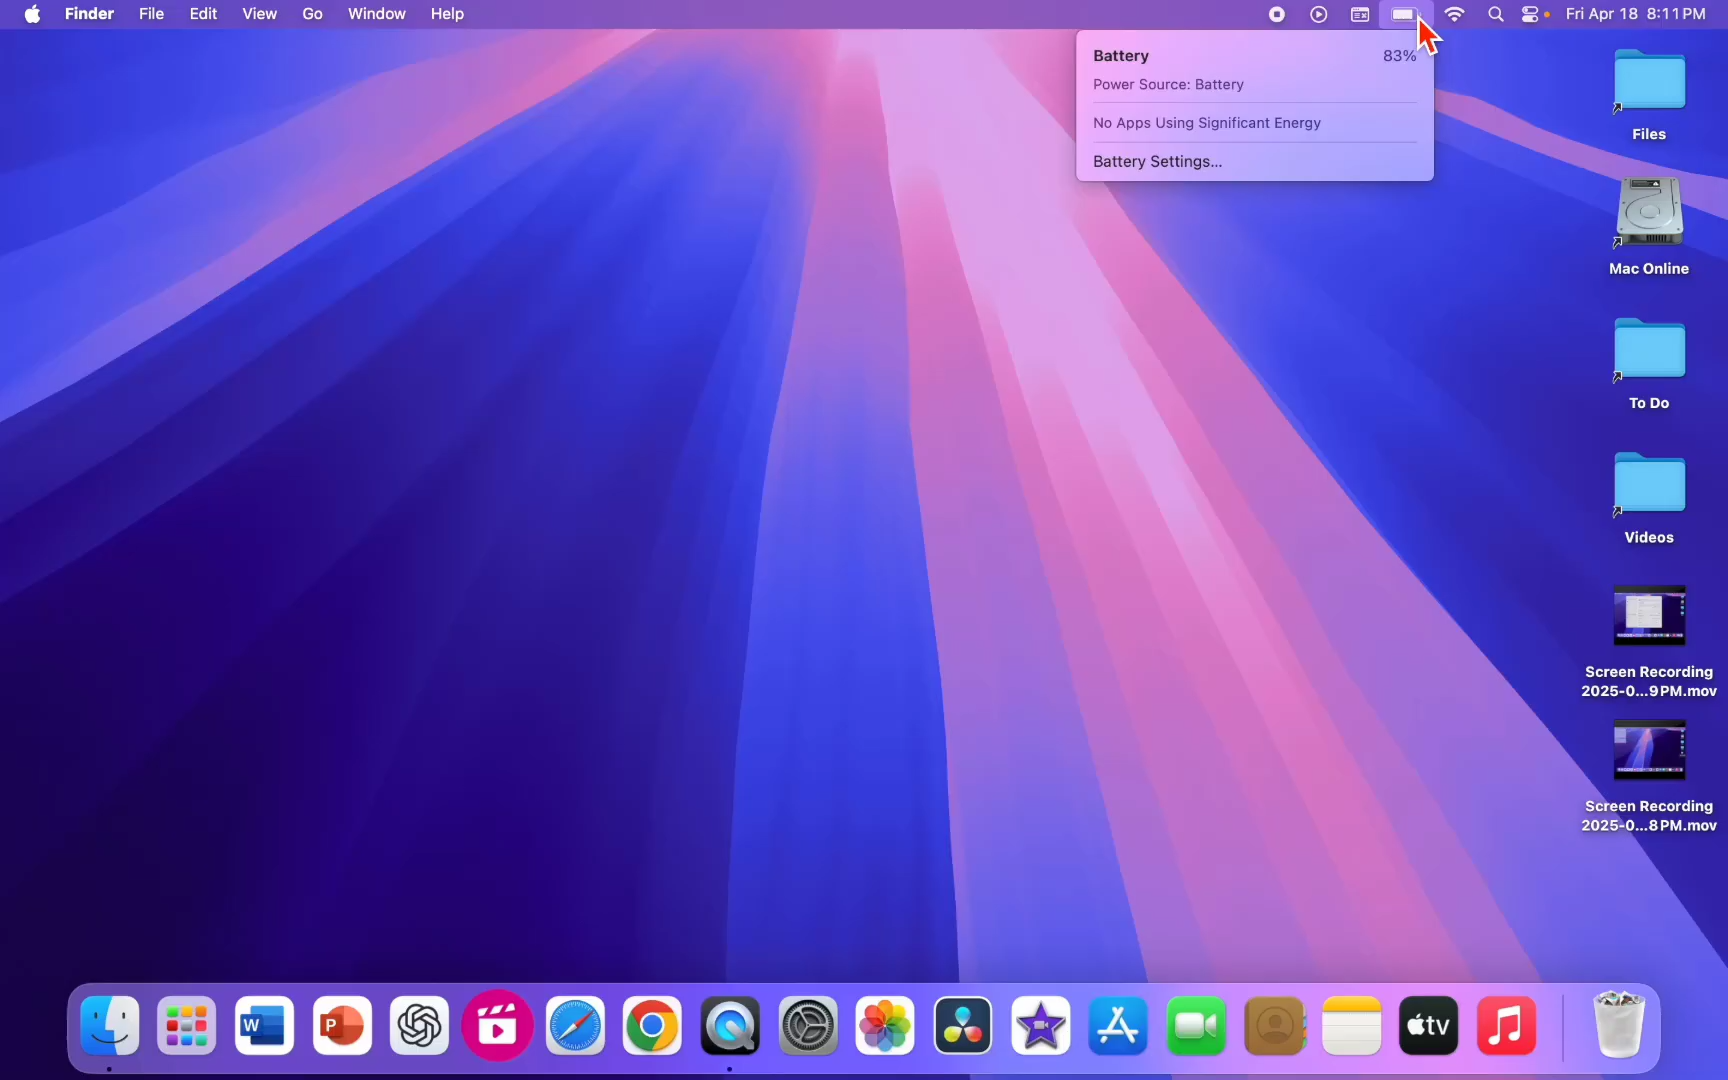 Finder File Edit View Go Window Help Fri Apr 18 8:11 PM
Battery 83%
Power Source: Battery
No Apps Using Significant Energy
Battery Settings...
Files
Mac Online
To Do
Videos
Screen Recording
2025-0...9 PM.mov
Screen Recording
2025-0...8 PM.mov
W
P
tv